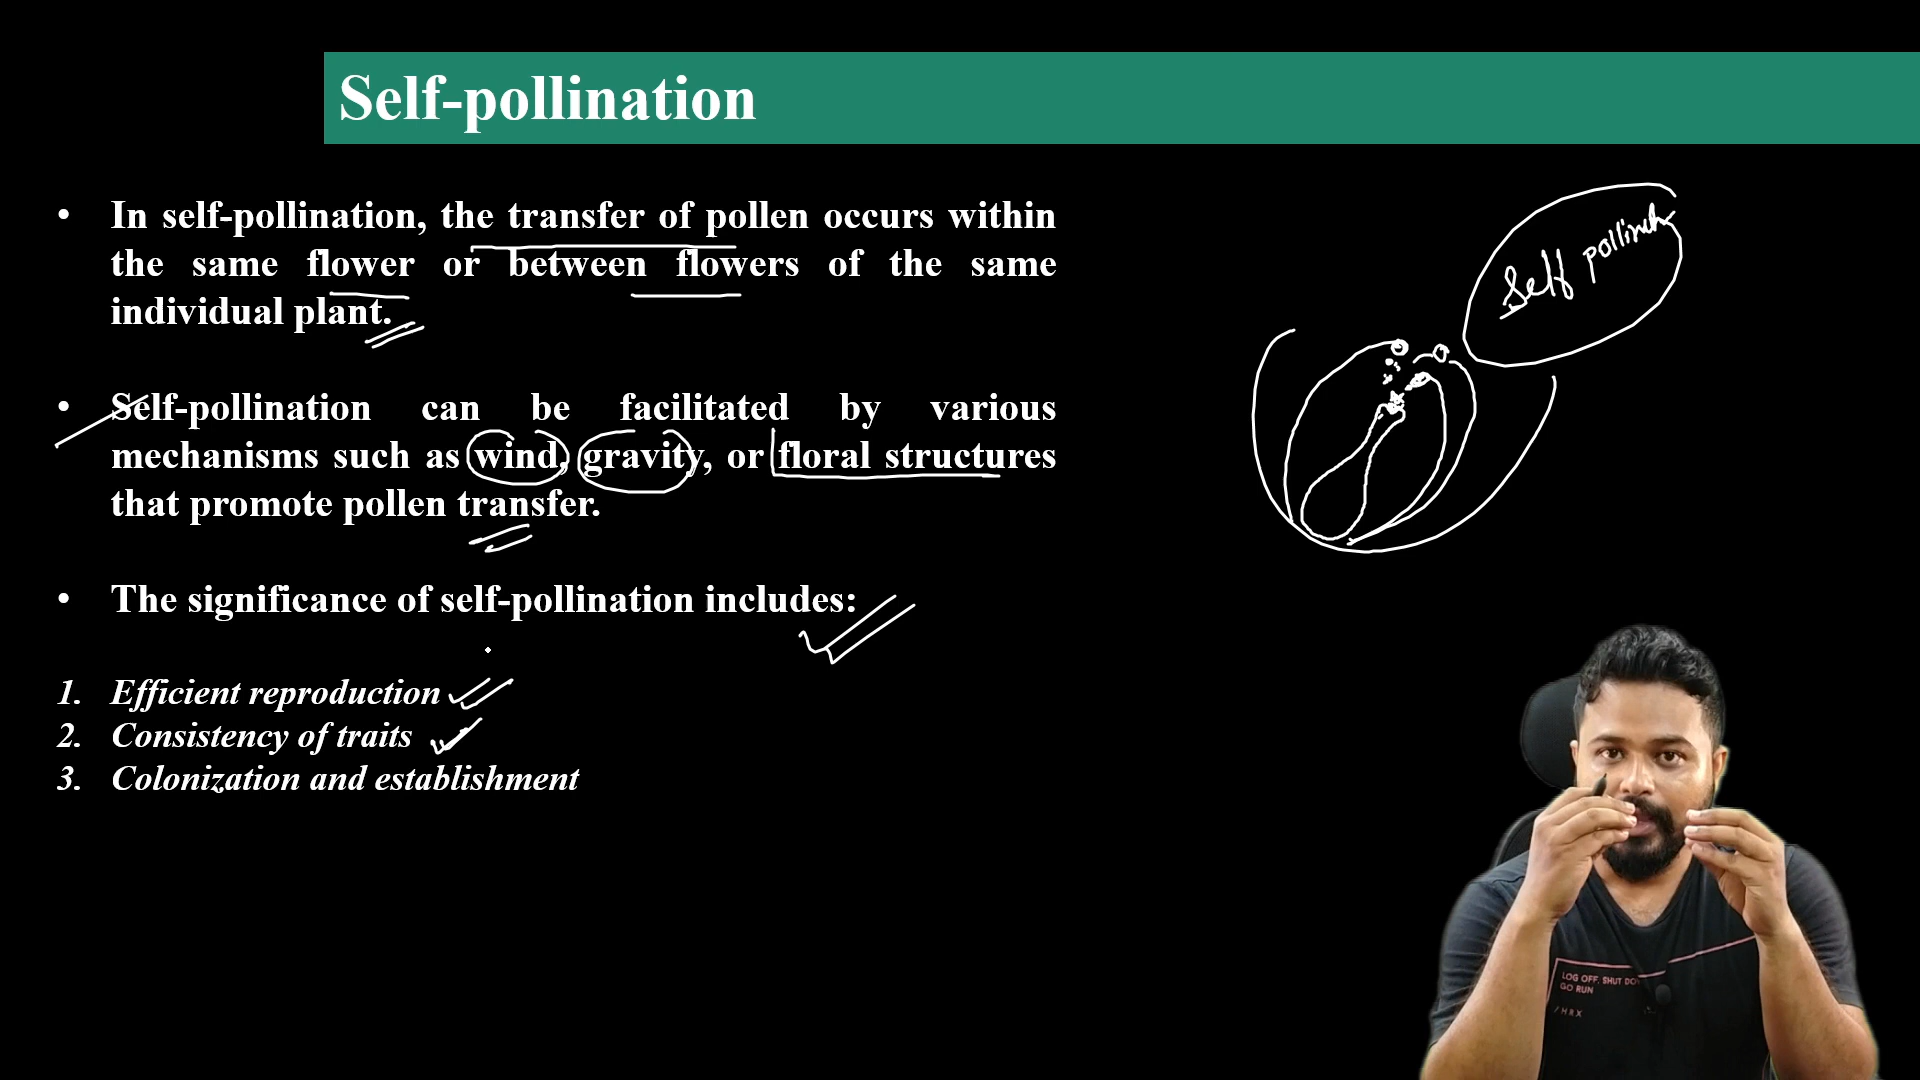 Self-pollination
• In self-pollination, the transfer of pollen occurs within
the same flower or between flowers of the same
individual plant.
• Self-pollination can be facilitated by various
mechanisms such as wind, gravity, or floral structures
that promote pollen transfer.
• The significance of self-pollination includes:
1. Efficient reproduction
2. Consistency of traits
3. Colonization and establishment
Self
LOG OFF. SHUT DO
GO RUN
/HRX